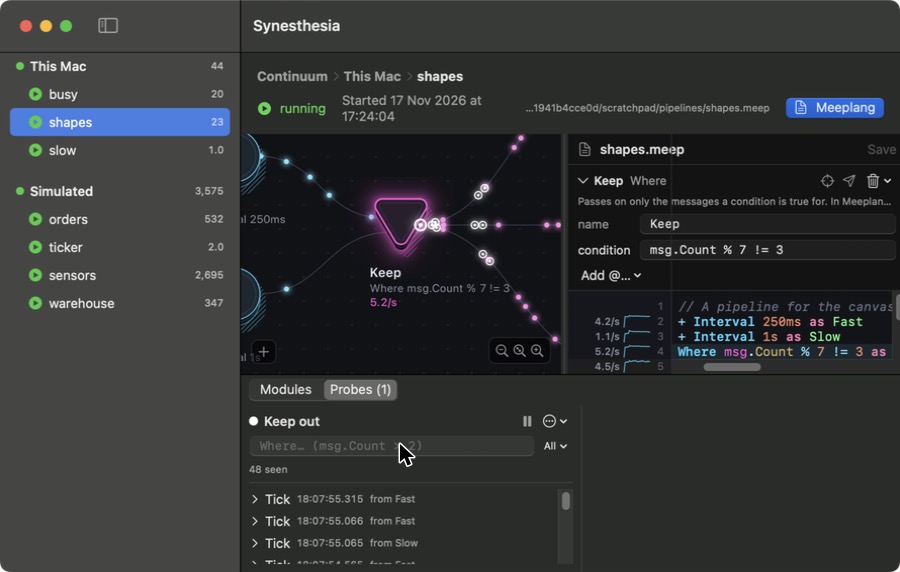 Synesthesia
This Mac 44
busy 20
shapes 23
slow 1.0
Simulated 3,575
orders 532
ticker 2.0
sensors 2,695
warehouse 347
Continuum > This Mac > shapes
running
Started 17 Nov 2026 at
17:24:04
...1941b4cce0d/scratchpad/pipelines/shapes.meep
Meeplang
250ms
Keep
Where msg.Count % 7 != 3
5.2/s
shapes.meep
Save
Keep Where
Passes on only the messages a condition is true for. In Meeplan...
name Keep
condition msg.Count % 7 != 3
Add @...
1 // A pipeline for the canvas
4.2/s 2 + Interval 250ms as Fast
1.1/s 3 + Interval 1s as Slow
5.2/s 4 Where msg.Count % 7 != 3 as
4.5/s 5
Modules
Probes (1)
Keep out
Where… (msg.Count 2)
All
48 seen
Tick 18:07:55.315 from Fast
Tick 18:07:55.066 from Fast
Tick 18:07:55.065 from Slow